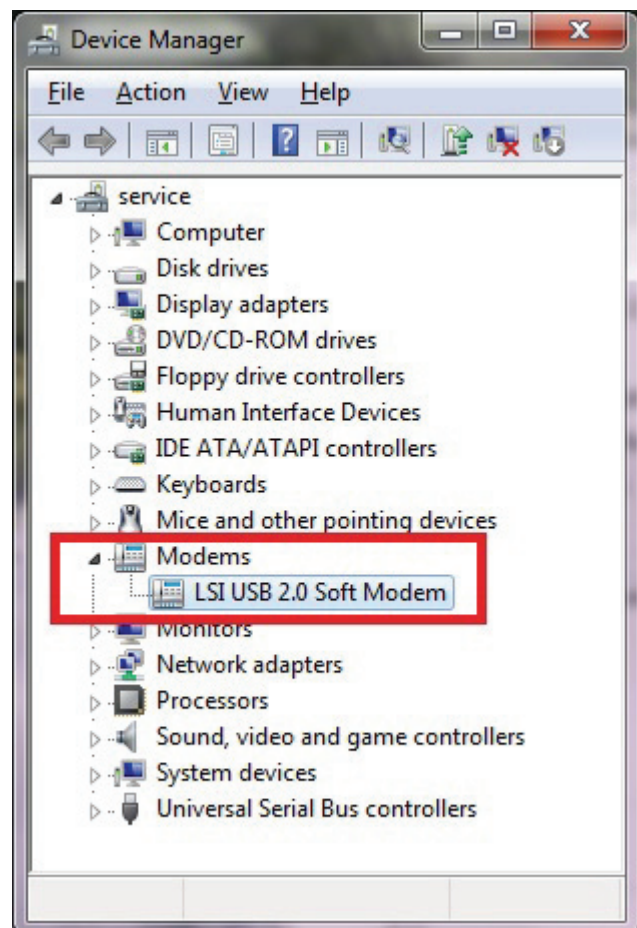 Device Manager
File Action View Help
service
Computer
Disk drives
Display adapters
DVD/CD-ROM drives
Floppy drive controllers
Human Interface Devices
IDE ATA/ATAPI controllers
Keyboards
Mice and other pointing devices
Modems
LSI USB 2.0 Soft Modem
Monitors
Network adapters
Processors
Sound, video and game controllers
System devices
Universal Serial Bus controllers